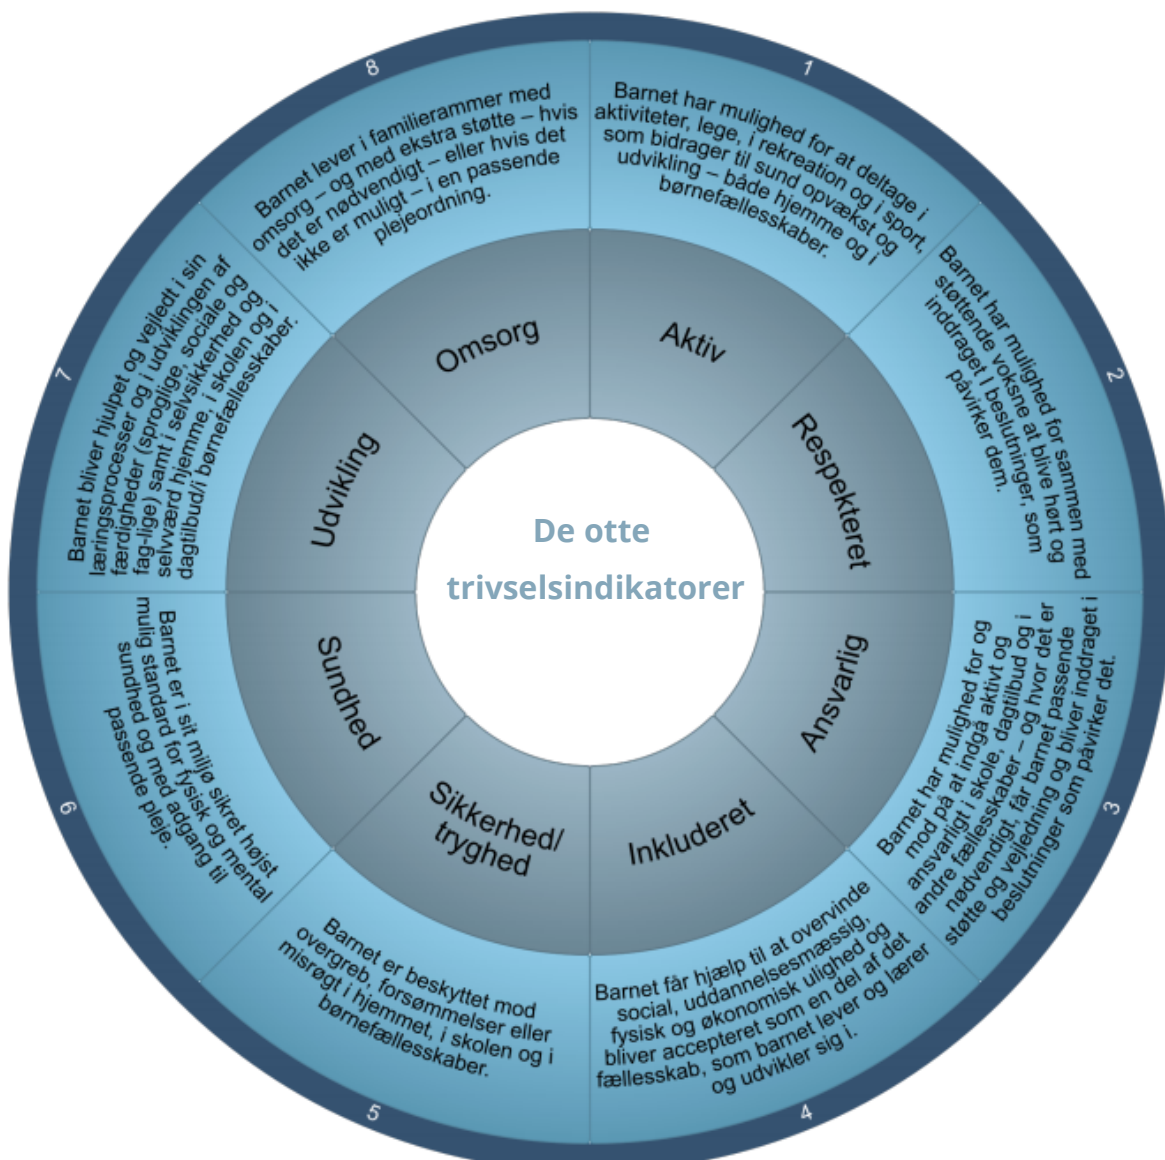 De otte
trivselsindikatorer
1
Aktiv
Barnet har mulighed for at deltage i
aktiviteter, lege, i rekreation og i sport,
som bidrager til sund opvækst og
udvikling – både hjemme og i
børnefællesskaber.
2
Respekteret
Barnet har mulighed for sammen med
støttende voksne at blive hørt og
inddraget I beslutninger, som
påvirker dem.
3
Ansvarlig
Barnet har mulighed for og
mod på at indgå aktivt og
ansvarligt i skole, dagtilbud og i
andre fællesskaber – og hvor det er
nødvendigt, får barnet passende
støtte og vejledning og bliver inddraget i
beslutninger som påvirker det.
4
Inkluderet
Barnet får hjælp til at overvinde
social, uddannelsesmæssig,
fysisk og økonomisk ulighed og
bliver accepteret som en del af det
fællesskab, som barnet lever og lærer
og udvikler sig i.
5
Sikkerhed/
tryghed
Barnet er beskyttet mod
overgreb, forsømmelser eller
misrøgt i hjemmet, i skolen og i
børnefællesskaber.
6
Sundhed
Barnet er i sit miljø sikret højst
mulig standard for fysisk og mental
sundhed og med adgang til
passende pleje.
7
Udvikling
Barnet bliver hjulpet og vejledt i sin
læringsprocesser og i udviklingen af
færdigheder (sproglige, sociale og
fag-lige) samt i selvsikkerhed og
selvværd hjemme, i skolen og i
dagtilbud/i børnefællesskaber.
8
Omsorg
Barnet lever i familierammer med
omsorg – og med ekstra støtte – hvis
det er nødvendigt – eller hvis det
ikke er muligt – i en passende
plejeordning.